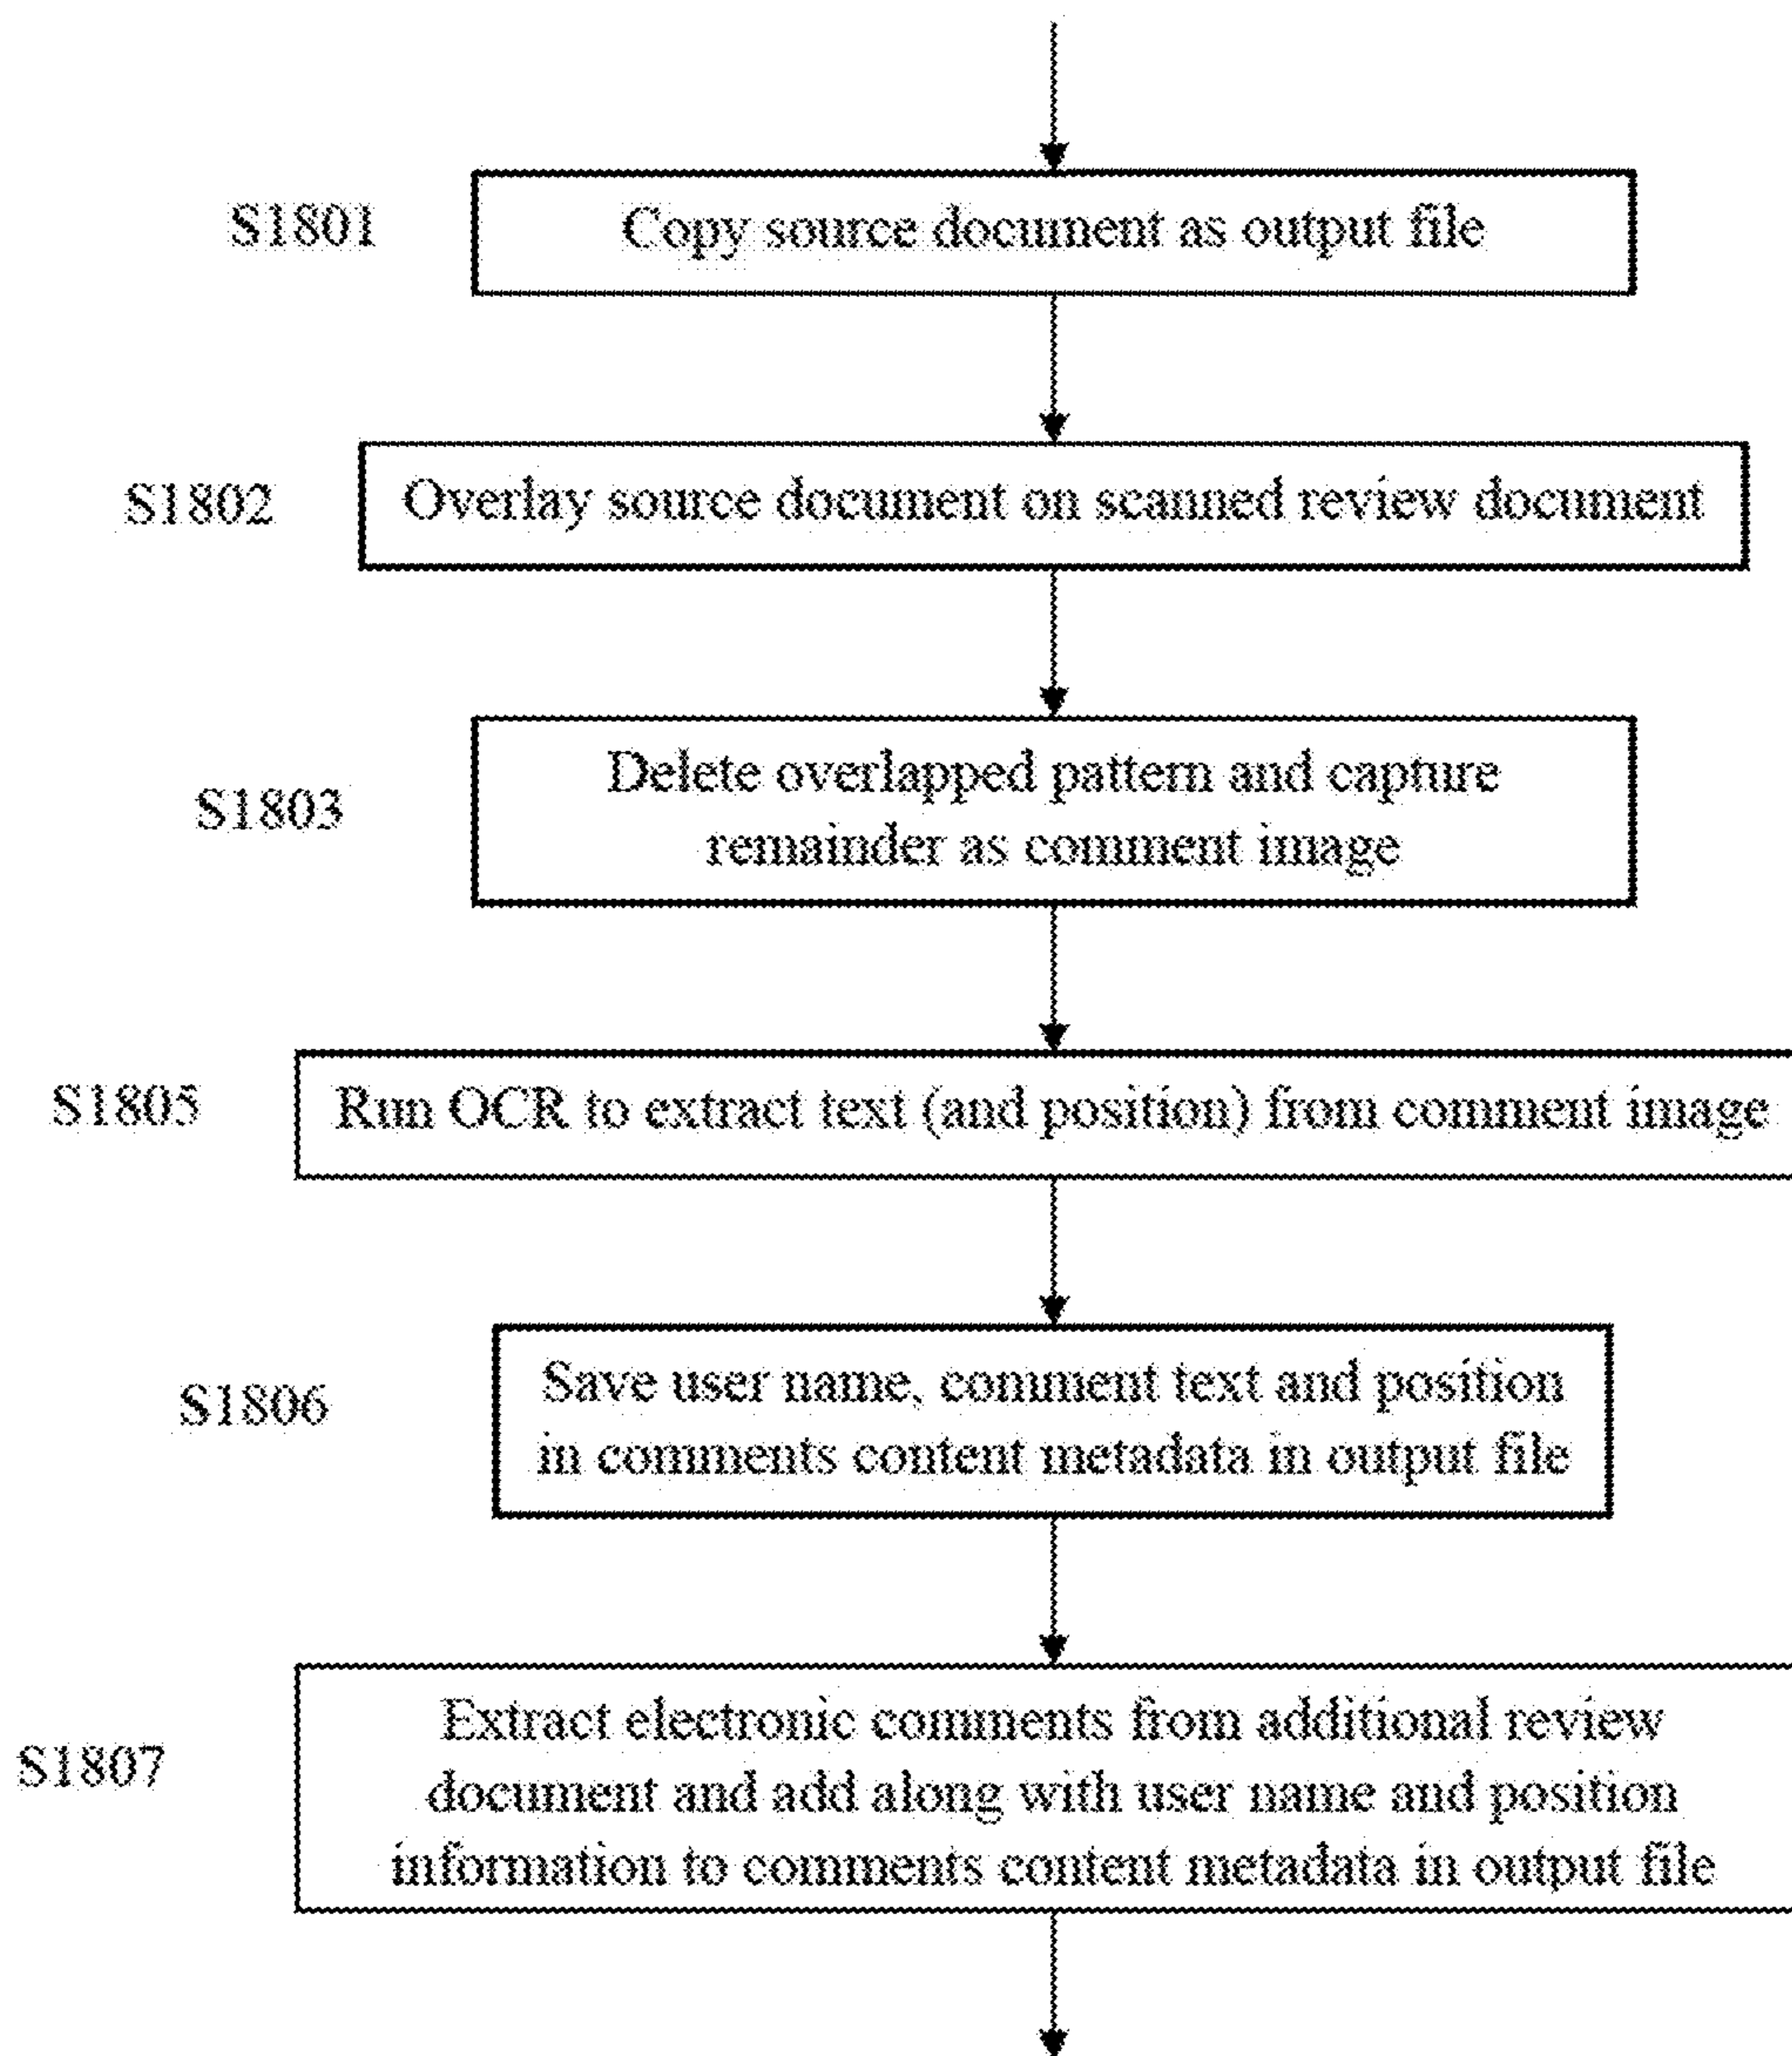 S1801
Copy source document as output file
S1802
Overlay source document on scanned review document
S1803
Delete overlapped pattern and capture
remainder as comment image
S1805
Run OCR to extract text (and position) from comment image
S1806
Save user name, comment text and position
in comments content metadata in output file
S1807
Extract electronic comments from additional review
document and add along with user name and position
information to comments content metadata in output file